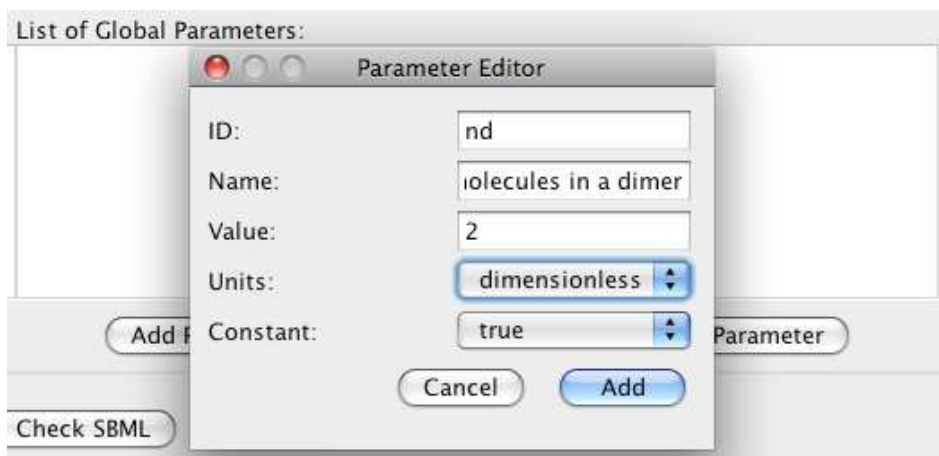 List of Global Parameters:
Parameter Editor
ID: nd
Name: olecules in a dimer
Value: 2
Units: dimensionless
Constant: true
Add Parameter
Cancel Add
Check SBML